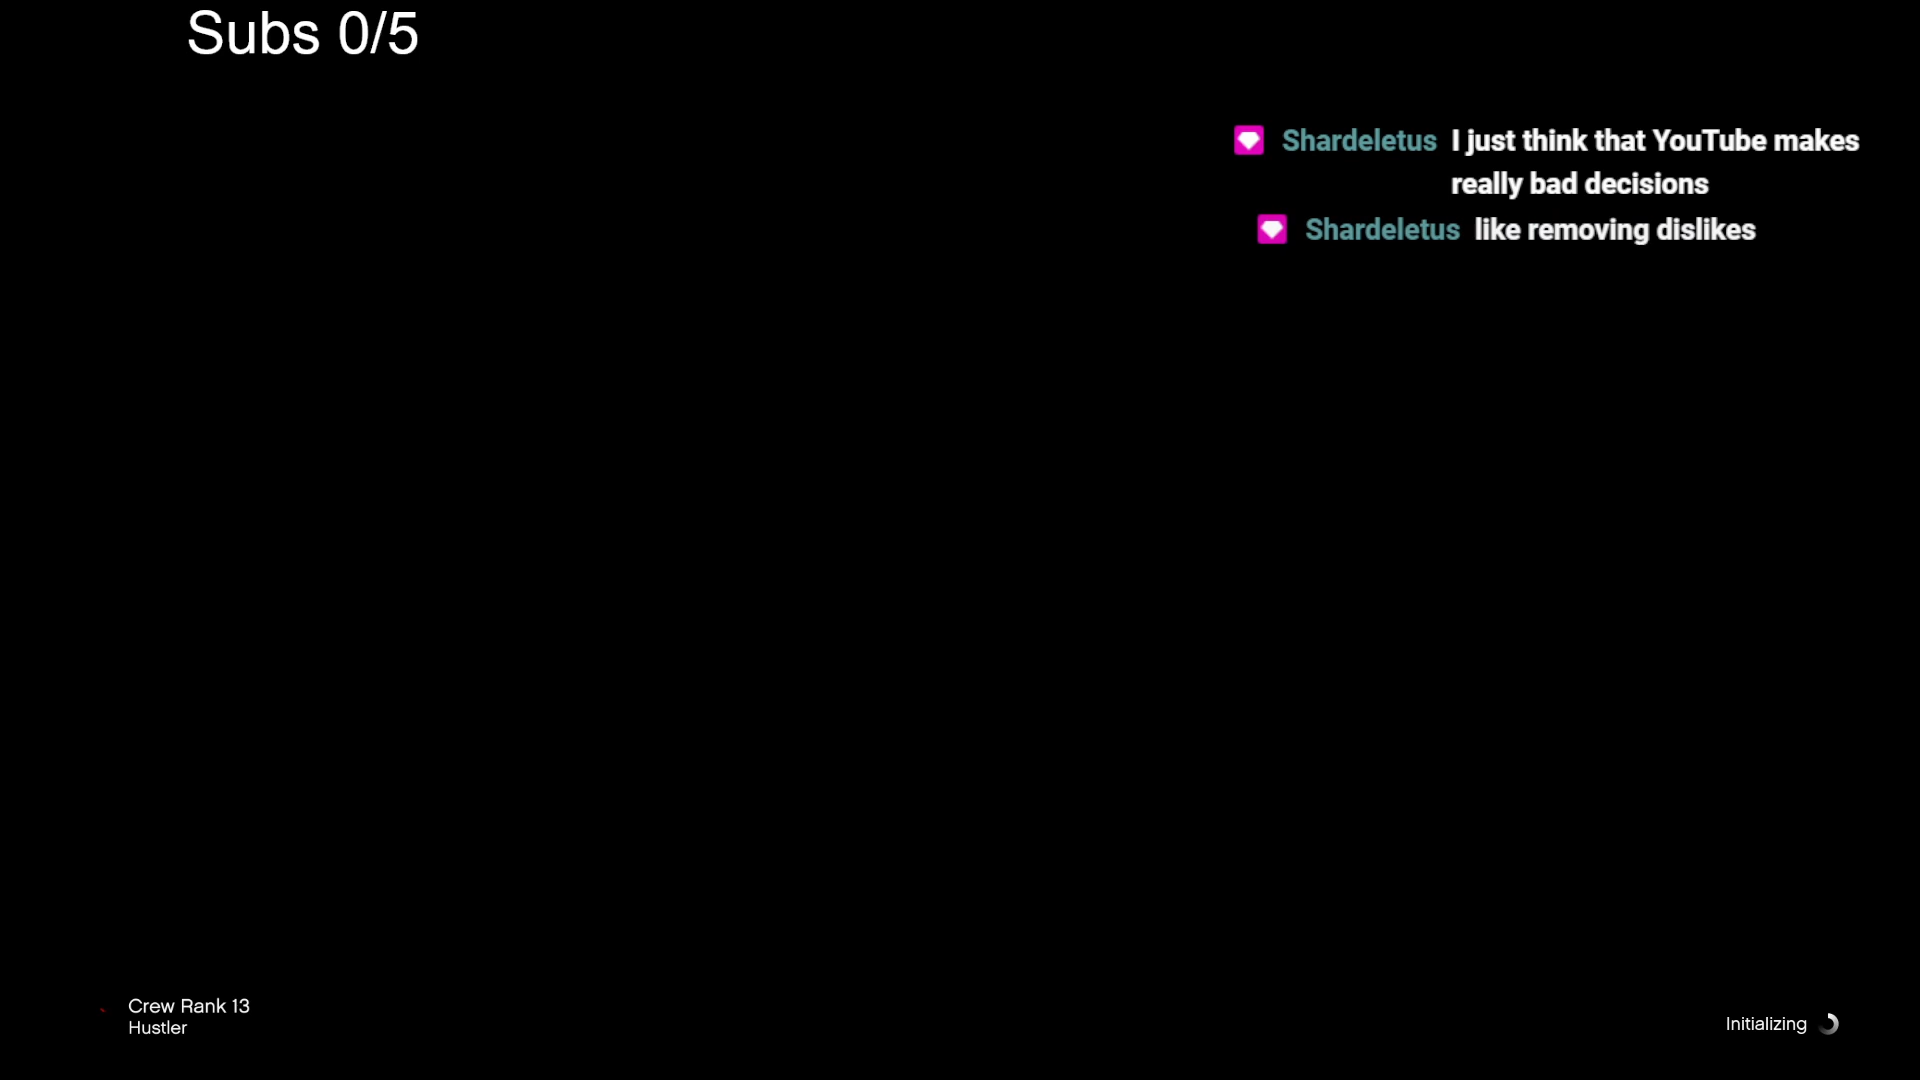 Subs 0/5
Shardeletus I just think that YouTube makes
really bad decisions
Shardeletus like removing dislikes
Crew Rank 13
Hustler
Initializing